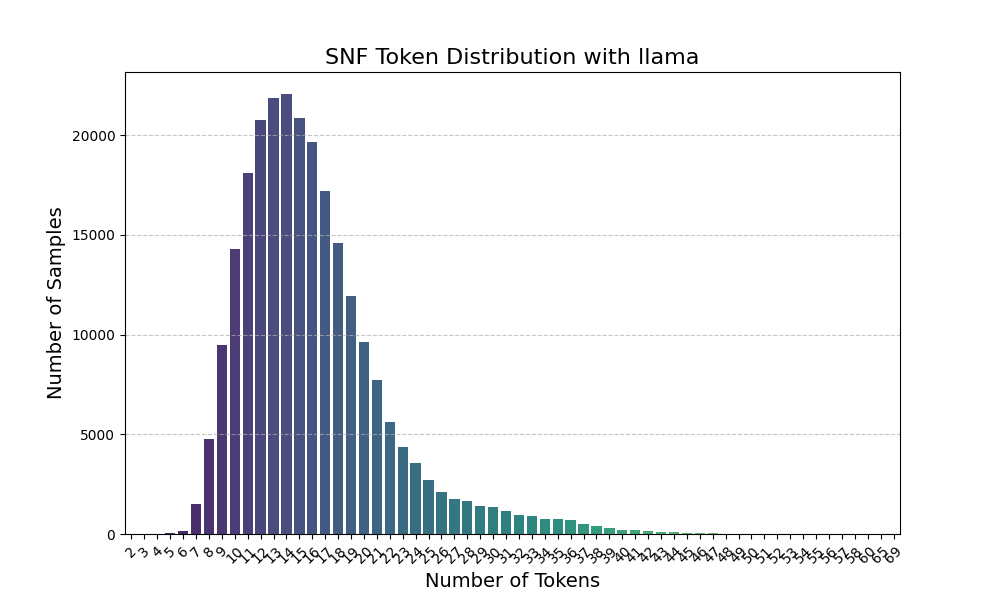 SNF Token Distribution with llama
Number of Samples
20000
15000
10000
5000
0
2 3 4 5 6 7 8 9 10 11 12 13 14 15 16 17 18 19 20 21 22 23 24 25 26 27 28 29 30 31 32 33 34 35 36 37 38 39 40 41 42 43 44 45 46 47 48 49 50 51 52 53 54 55 56 57 58 60 65 69
Number of Tokens